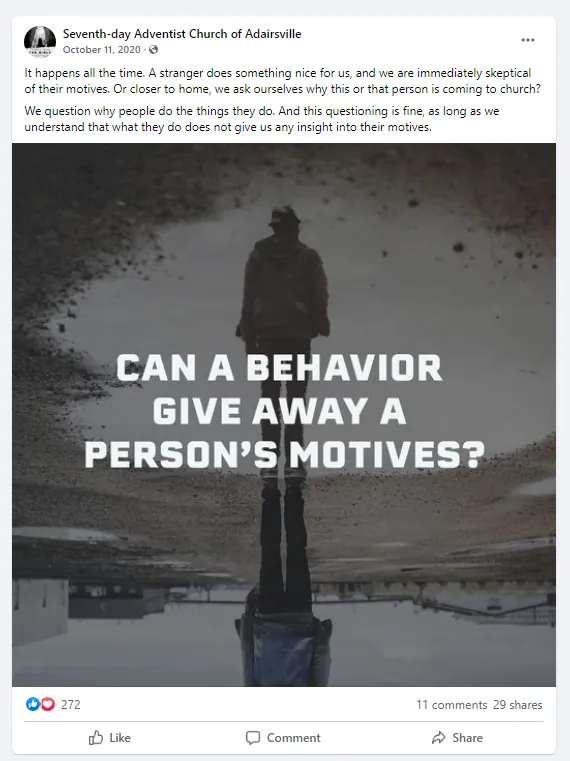 Seventh-day Adventist Church of Adairsville
October 11, 2020 ·
It happens all the time. A stranger does something nice for us, and we are immediately skeptical
of their motives. Or closer to home, we ask ourselves why this or that person is coming to church?
We question why people do the things they do. And this questioning is fine, as long as we
understand that what they do does not give us any insight into their motives.
CAN A BEHAVIOR
GIVE AWAY A
PERSON'S MOTIVES?
272
11 comments 29 shares
Like
Comment
Share